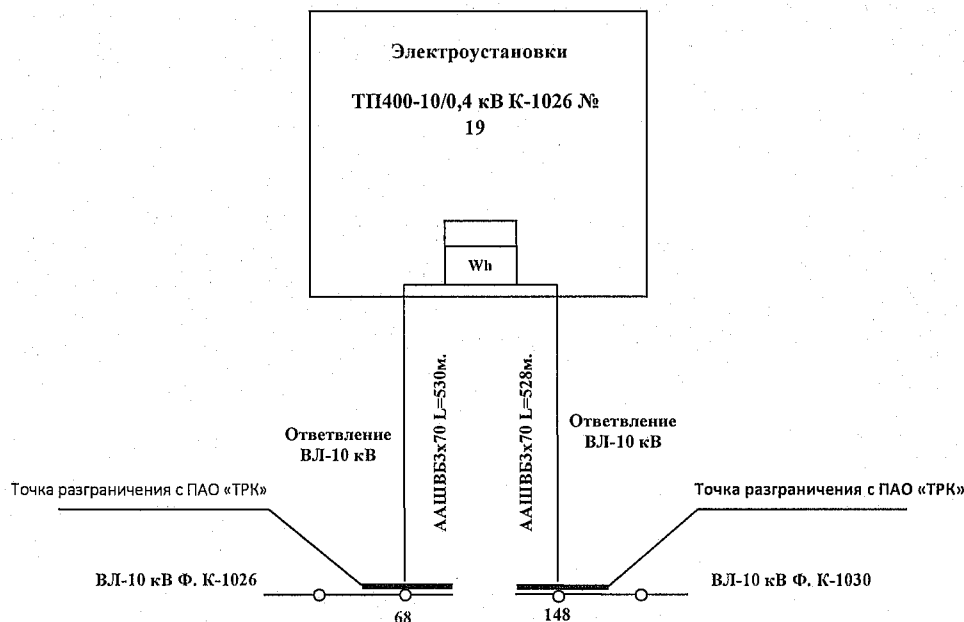 Электроустановки
ТП400-10/0,4 кВ К-1026 №
19
Wh
ААШВБ3х70 L=530м.
ААШВБ3х70 L=528м.
Ответвление
ВЛ-10 кВ
Ответвление
ВЛ-10 кВ
Точка разграничения с ПАО «ТРК»
Точка разграничения с ПАО «ТРК»
ВЛ-10 кВ Ф. К-1026
ВЛ-10 кВ Ф. К-1030
68
148